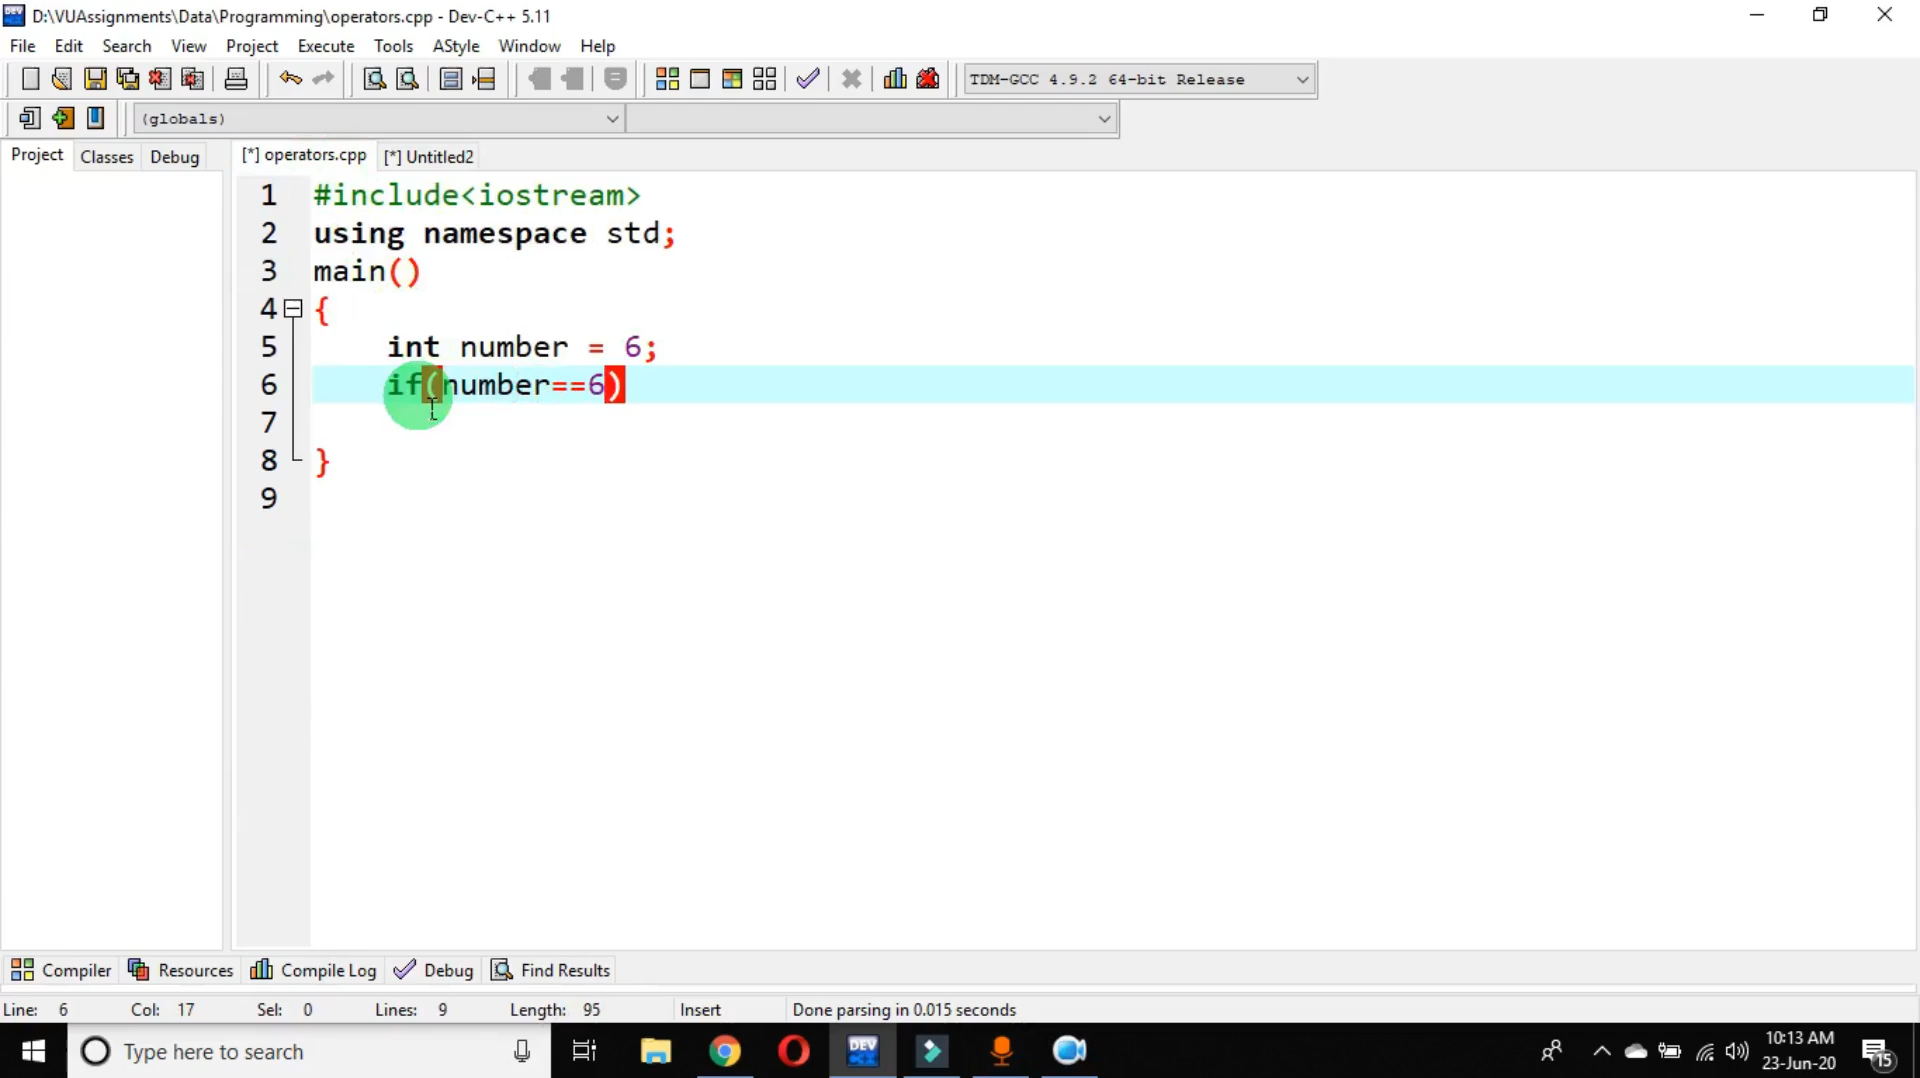 D:\VUAssignments\Data\Programming\operators.cpp - Dev-C++ 5.11
File Edit Search View Project Execute Tools AStyle Window Help
TDM-GCC 4.9.2 64-bit Release
(globals)
Project Classes Debug [*] operators.cpp [*] Untitled2
1 #include<iostream>
2 using namespace std;
3 main()
4 {
5 int number = 6;
6 if(number==6)
7
8 }
9
Compiler Resources Compile Log Debug Find Results
Line: 6 Col: 17 Sel: 0 Lines: 9 Length: 95 Insert Done parsing in 0.015 seconds
Type here to search
DEV
10:13 AM
23-Jun-20
15